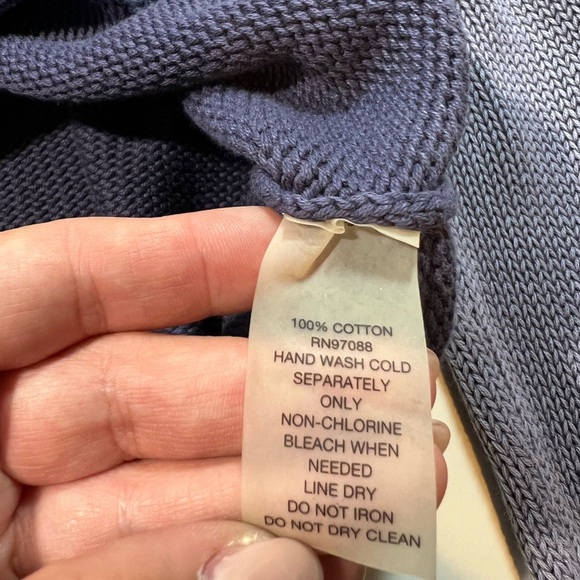 100% COTTON
RN97088
HAND WASH COLD
SEPARATELY
ONLY
NON-CHLORINE
BLEACH WHEN
NEEDED
LINE DRY
DO NOT IRON
DO NOT DRY CLEAN